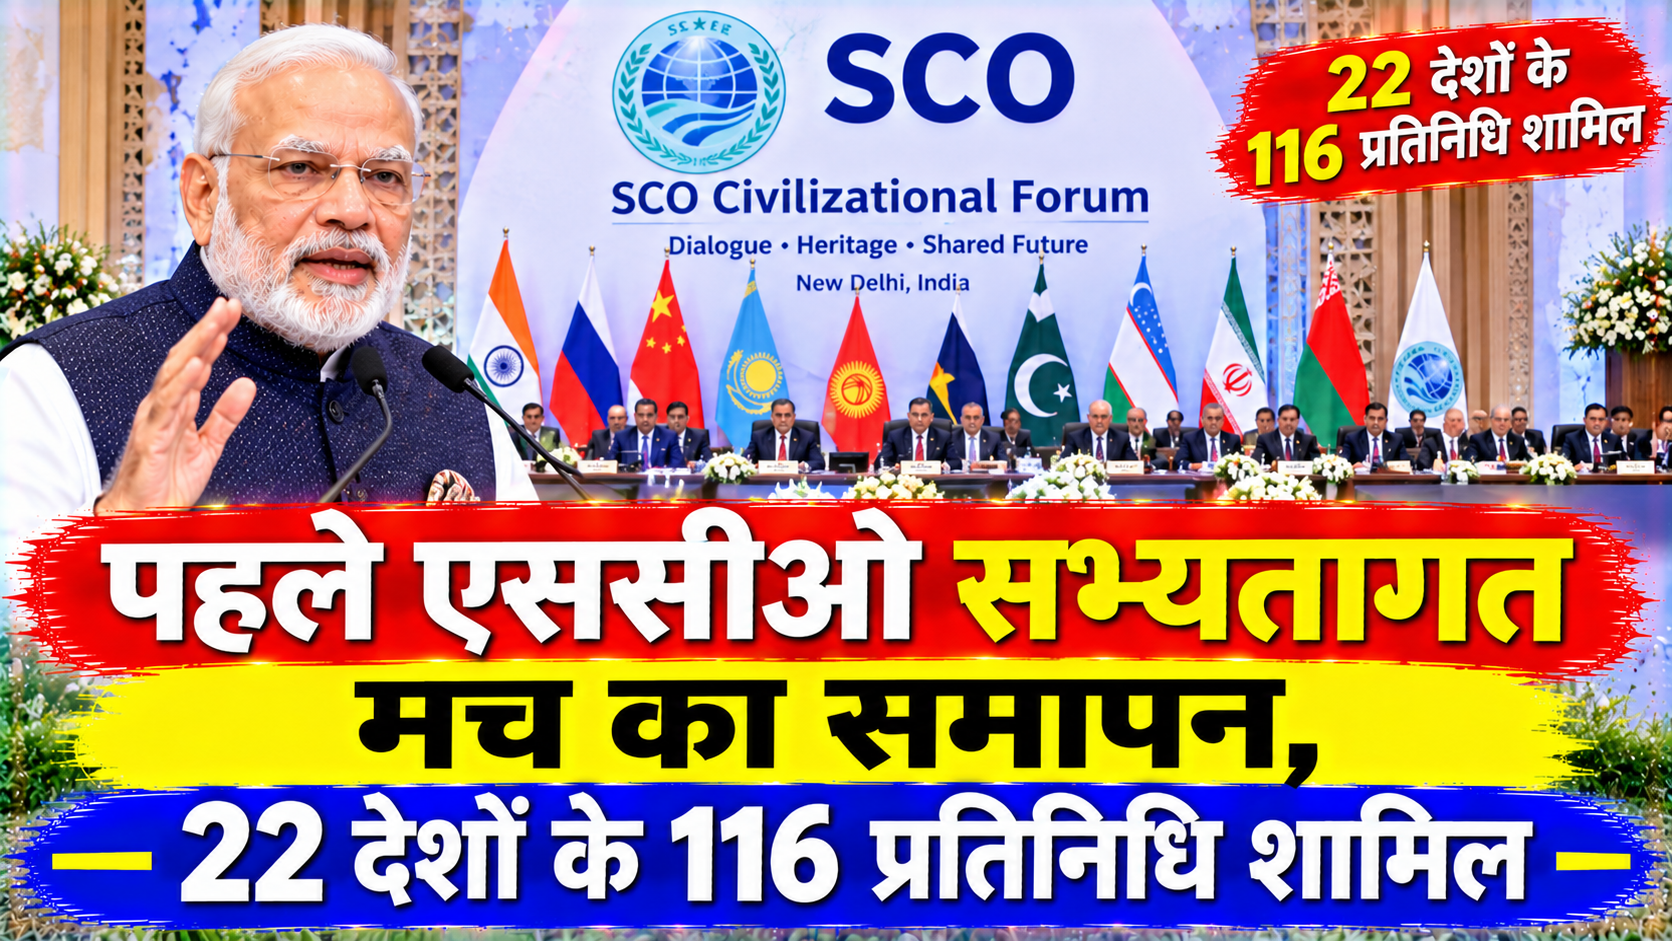 SCO
SCO Civilizational Forum
Dialogue • Heritage • Shared Future
New Delhi, India
22 देशों के
116 प्रतिनिधि शामिल
पहले एससीओ सभ्यतागत
मच का समापन,
22 देशों के 116 प्रतिनिधि शामिल